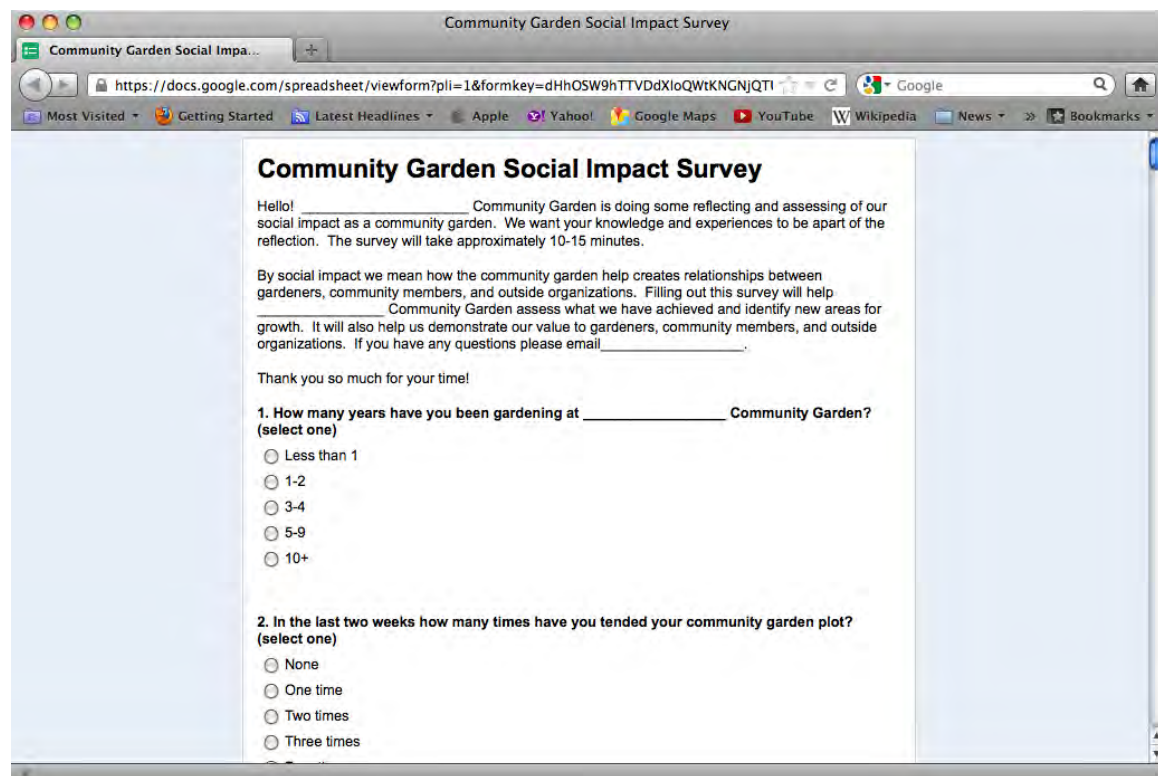 Community Garden Social Impact Survey
Community Garden Social Impa...
https://docs.google.com/spreadsheet/viewform?pli=1&formkey=dHhOSW9hTTVDdXloQWtKNGNjQTl
Google
Most Visited Getting Started Latest Headlines Apple Yahoo! Google Maps YouTube Wikipedia News » Bookmarks
Community Garden Social Impact Survey
Hello! ______________________ Community Garden is doing some reflecting and assessing of our
social impact as a community garden. We want your knowledge and experiences to be apart of the
reflection. The survey will take approximately 10-15 minutes.
By social impact we mean how the community garden help creates relationships between
gardeners, community members, and outside organizations. Filling out this survey will help
_________________ Community Garden assess what we have achieved and identify new areas for
growth. It will also help us demonstrate our value to gardeners, community members, and outside
organizations. If you have any questions please email___________________.
Thank you so much for your time!
1. How many years have you been gardening at ___________________ Community Garden?
(select one)
Less than 1
1-2
3-4
5-9
10+
2. In the last two weeks how many times have you tended your community garden plot?
(select one)
None
One time
Two times
Three times